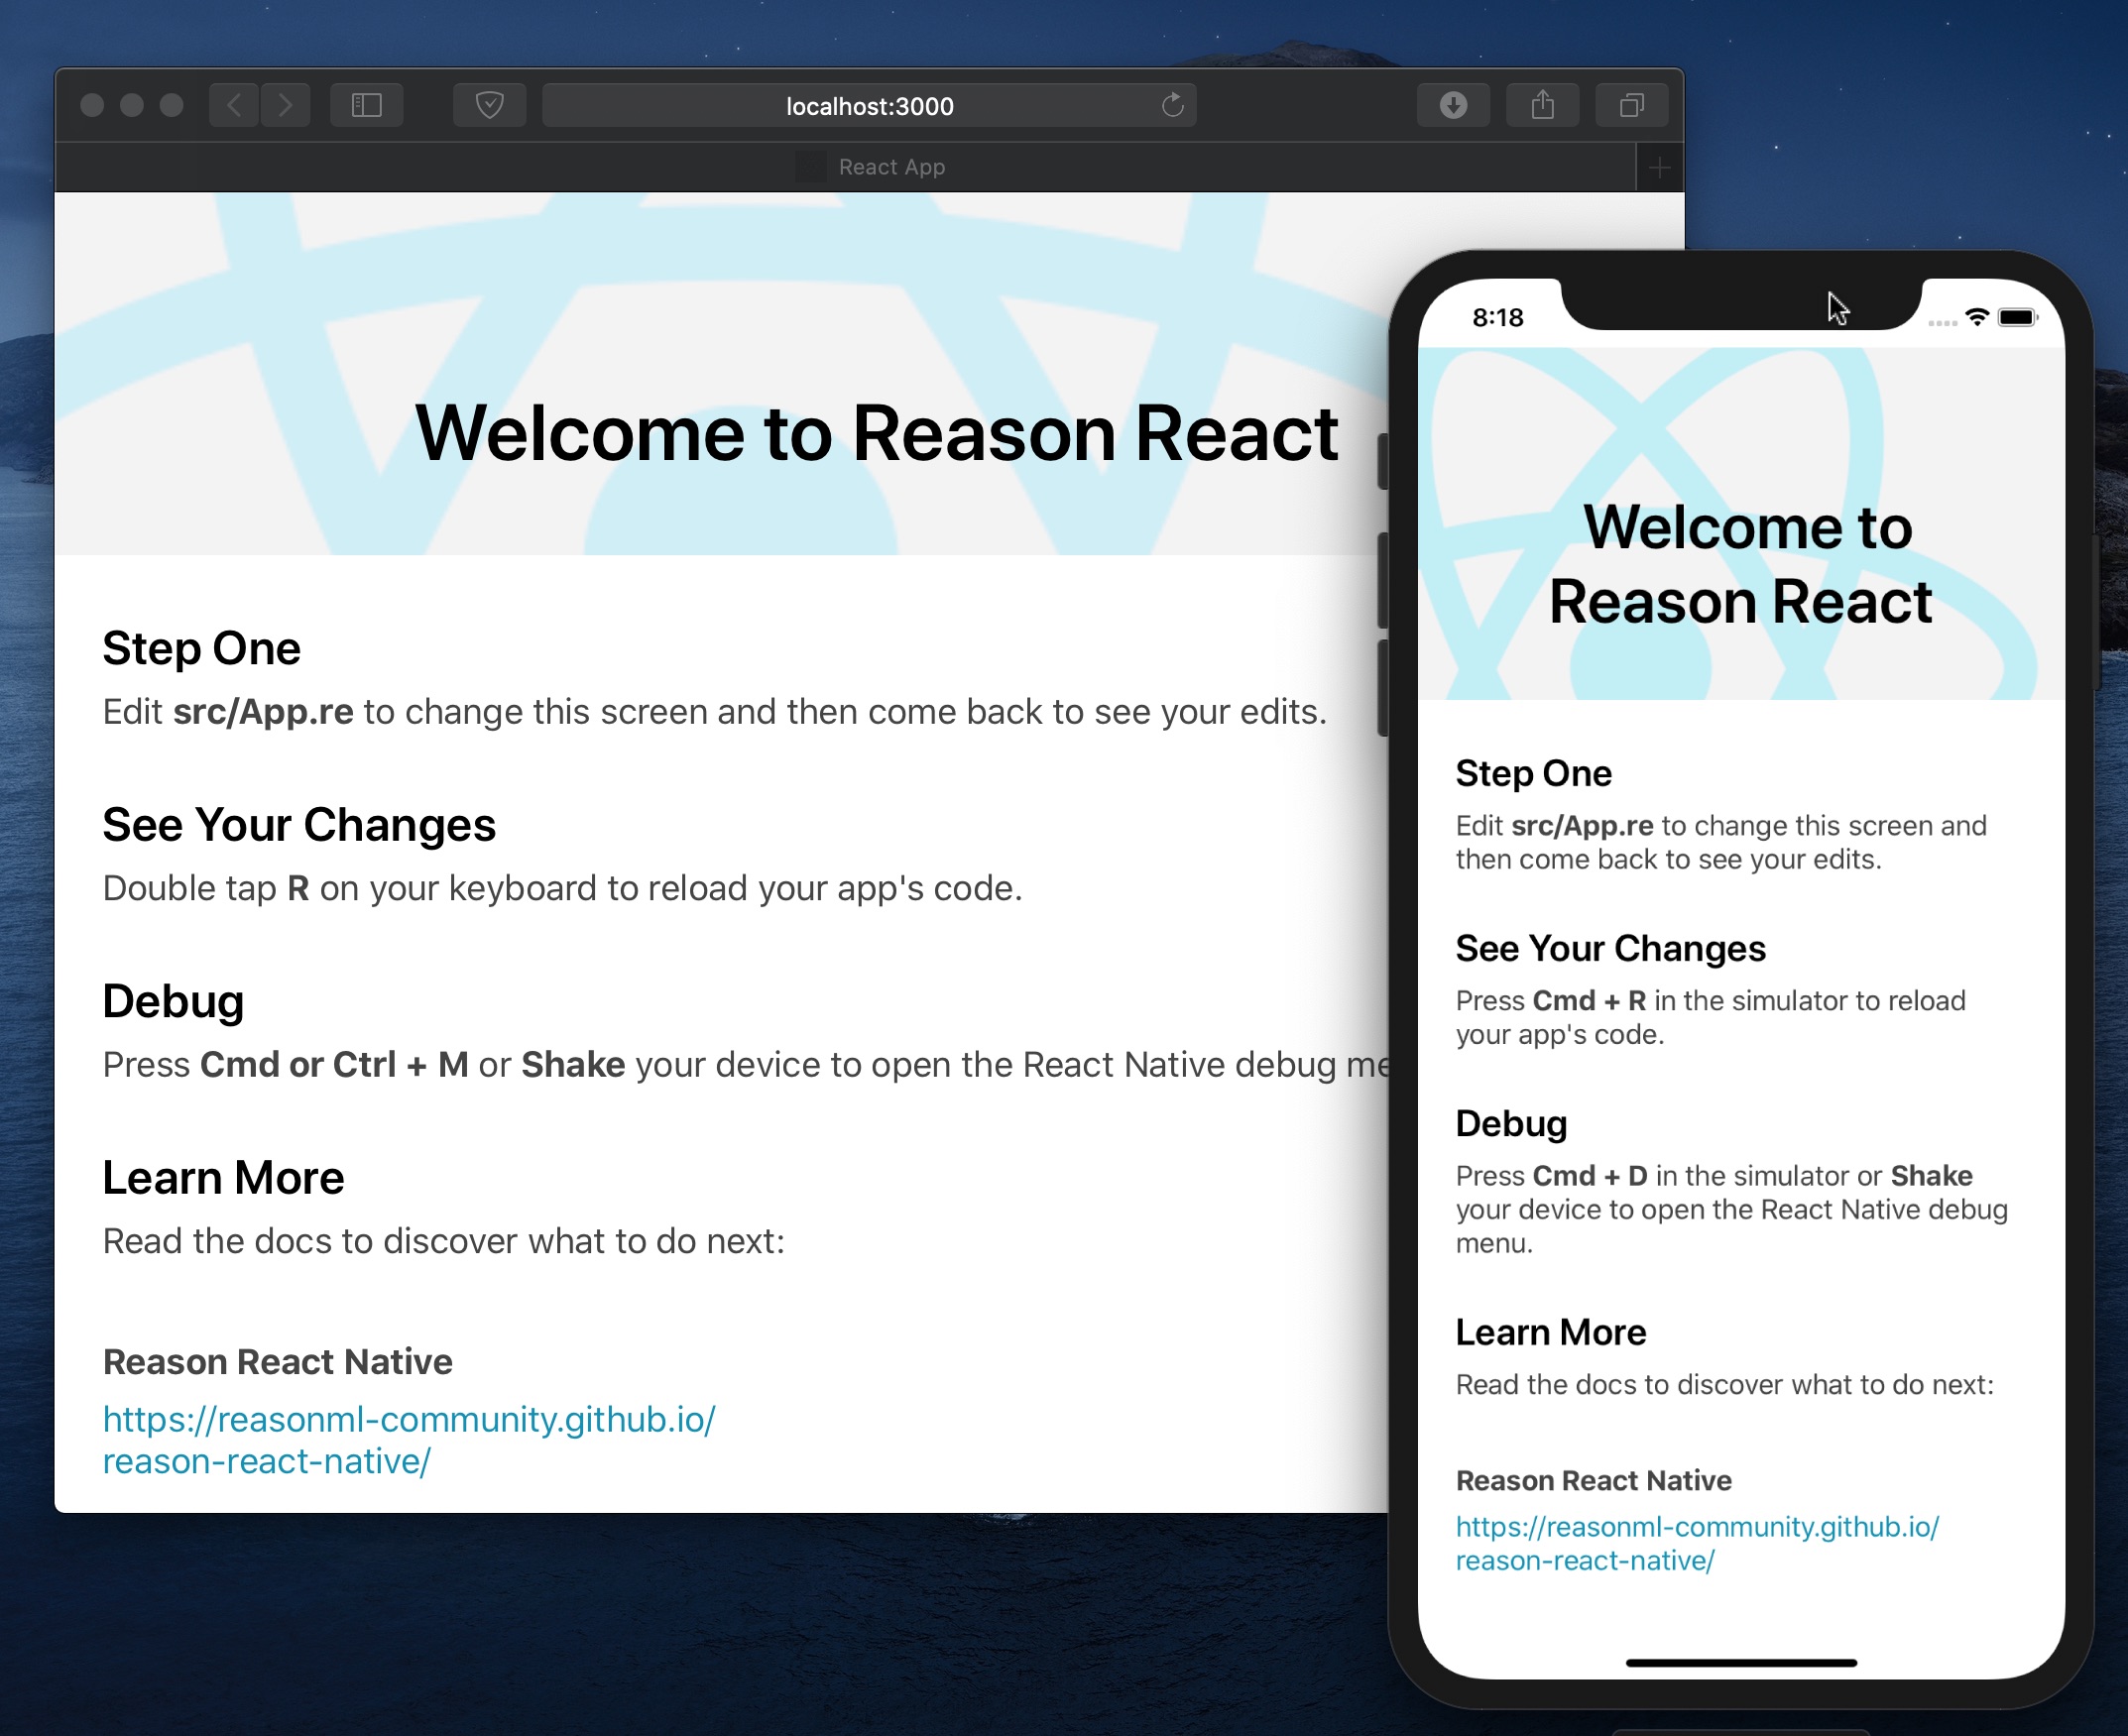 localhost:3000
React App
Welcome to Reason React
Step One
Edit src/App.re to change this screen and then come back to see your edits.
See Your Changes
Double tap R on your keyboard to reload your app's code.
Debug
Press Cmd or Ctrl + M or Shake your device to open the React Native debug
Learn More
Read the docs to discover what to do next:
Reason React Native
https://reasonml-community.github.io/
reason-react-native/
8:18
Welcome to
Reason React
Step One
Edit src/App.re to change this screen and
then come back to see your edits.
See Your Changes
Press Cmd + R in the simulator to reload
your app's code.
Debug
Press Cmd + D in the simulator or Shake
your device to open the React Native debug
menu.
Learn More
Read the docs to discover what to do next:
Reason React Native
https://reasonml-community.github.io/
reason-react-native/